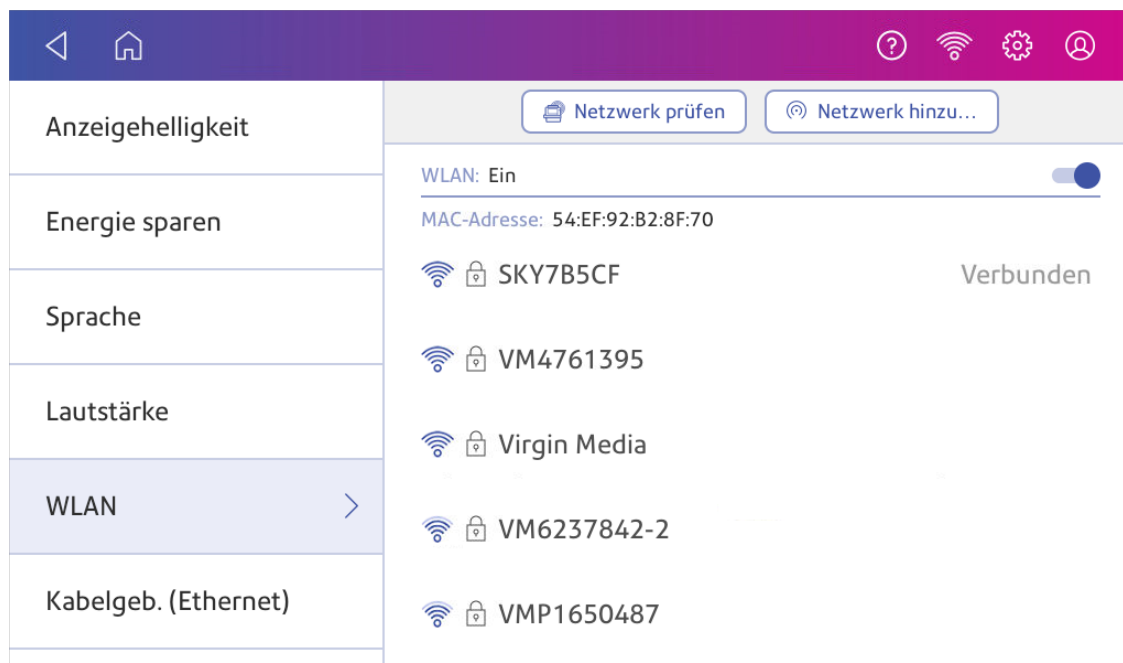 Anzeigehelligkeit
Energie sparen
Sprache
Lautstärke
WLAN
Kabelgeb. (Ethernet)
Netzwerk prüfen
Netzwerk hinzu...
WLAN: Ein
MAC-Adresse: 54:EF:92:B2:8F:70
SKY7B5CF Verbunden
VM4761395
Virgin Media
VM6237842-2
VMP1650487